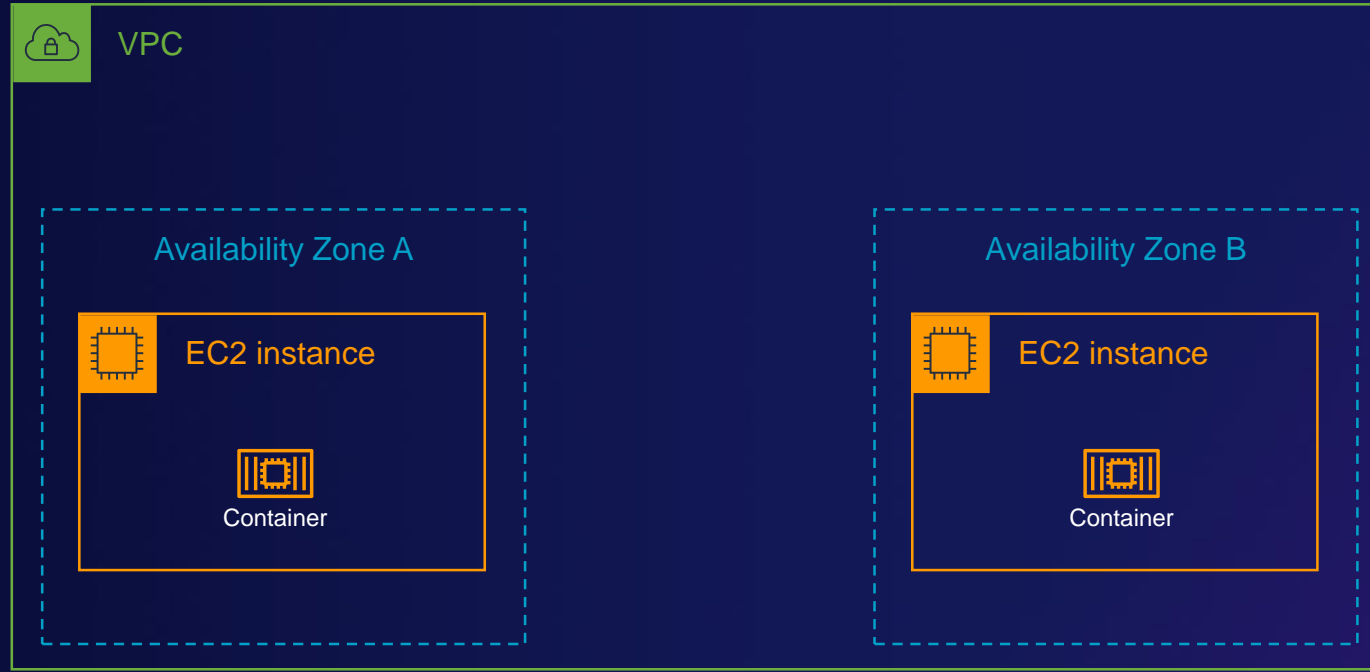 VPC
Availability Zone A
Availability Zone B
EC2 instance
EC2 instance
Container
Container